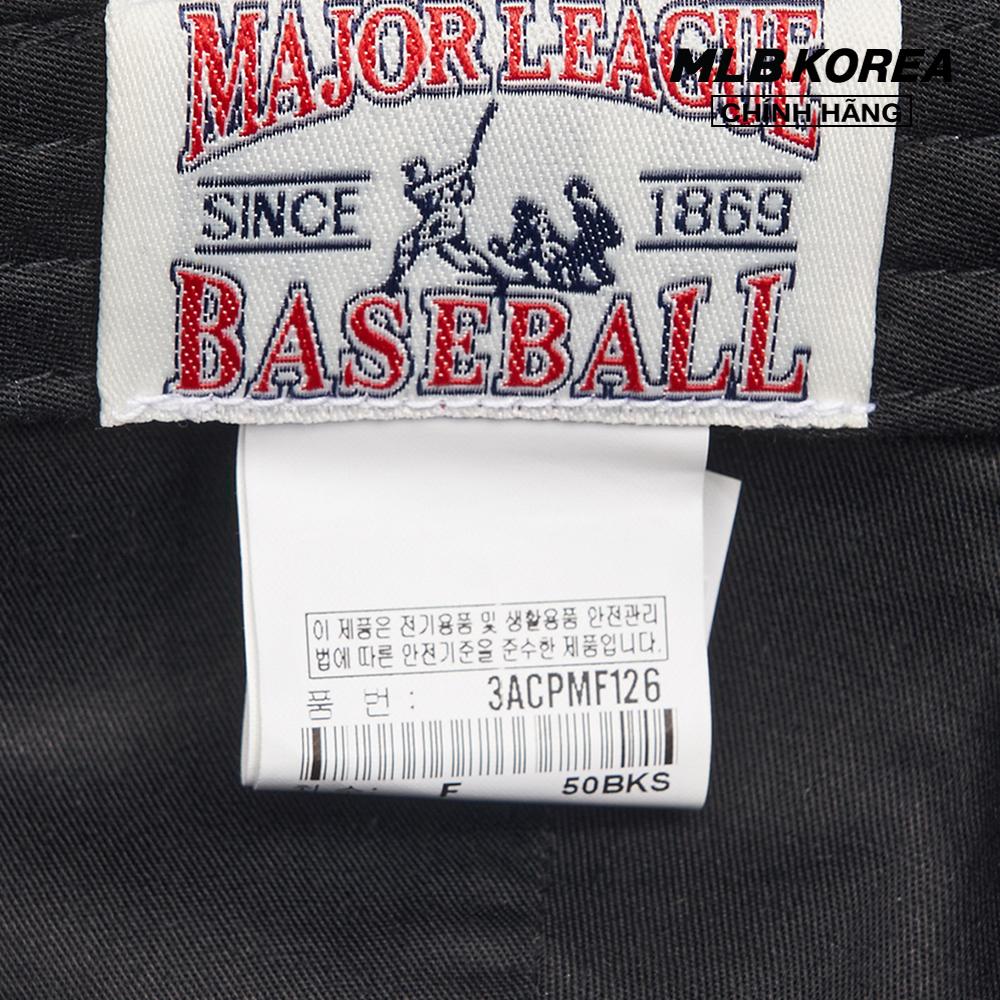 MAJOR LEAGUE
MLB KOREA
CHÍNH HÃNG
SINCE 1869
BASEBALL
이 제품은 전기용품 및 생활용품 안전관리
법에 따른 안전기준을 준수한 제품입니다.
품 번 : 3ACPMF126
F 50BKS